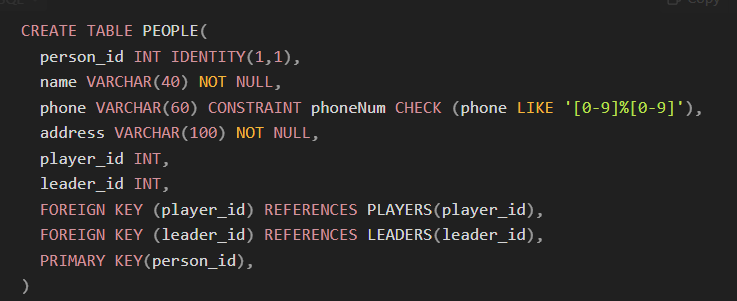 Copy
CREATE TABLE PEOPLE(
person_id INT IDENTITY(1,1),
name VARCHAR(40) NOT NULL,
phone VARCHAR(60) CONSTRAINT phoneNum CHECK (phone LIKE '[0-9]%[0-9]'),
address VARCHAR(100) NOT NULL,
player_id INT,
leader_id INT,
FOREIGN KEY (player_id) REFERENCES PLAYERS(player_id),
FOREIGN KEY (leader_id) REFERENCES LEADERS(leader_id),
PRIMARY KEY(person_id),
)